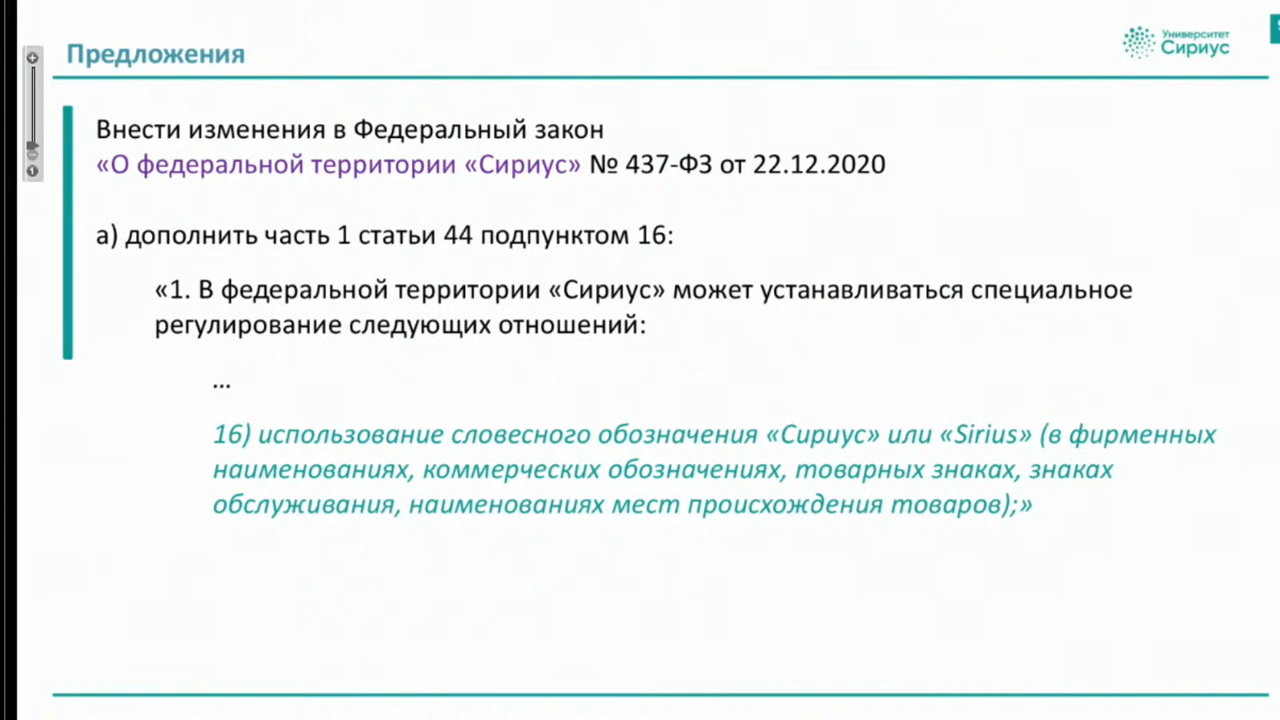 Предложения
Университет
Сириус
Внести изменения в Федеральный закон
«О федеральной территории «Сириус» № 437-ФЗ от 22.12.2020
а) дополнить часть 1 статьи 44 подпунктом 16:
«1. В федеральной территории «Сириус» может устанавливаться специальное
регулирование следующих отношений:
...
16) использование словесного обозначения «Сириус» или «Sirius» (в фирменных
наименованиях, коммерческих обозначениях, товарных знаках, знаках
обслуживания, наименованиях мест происхождения товаров);»